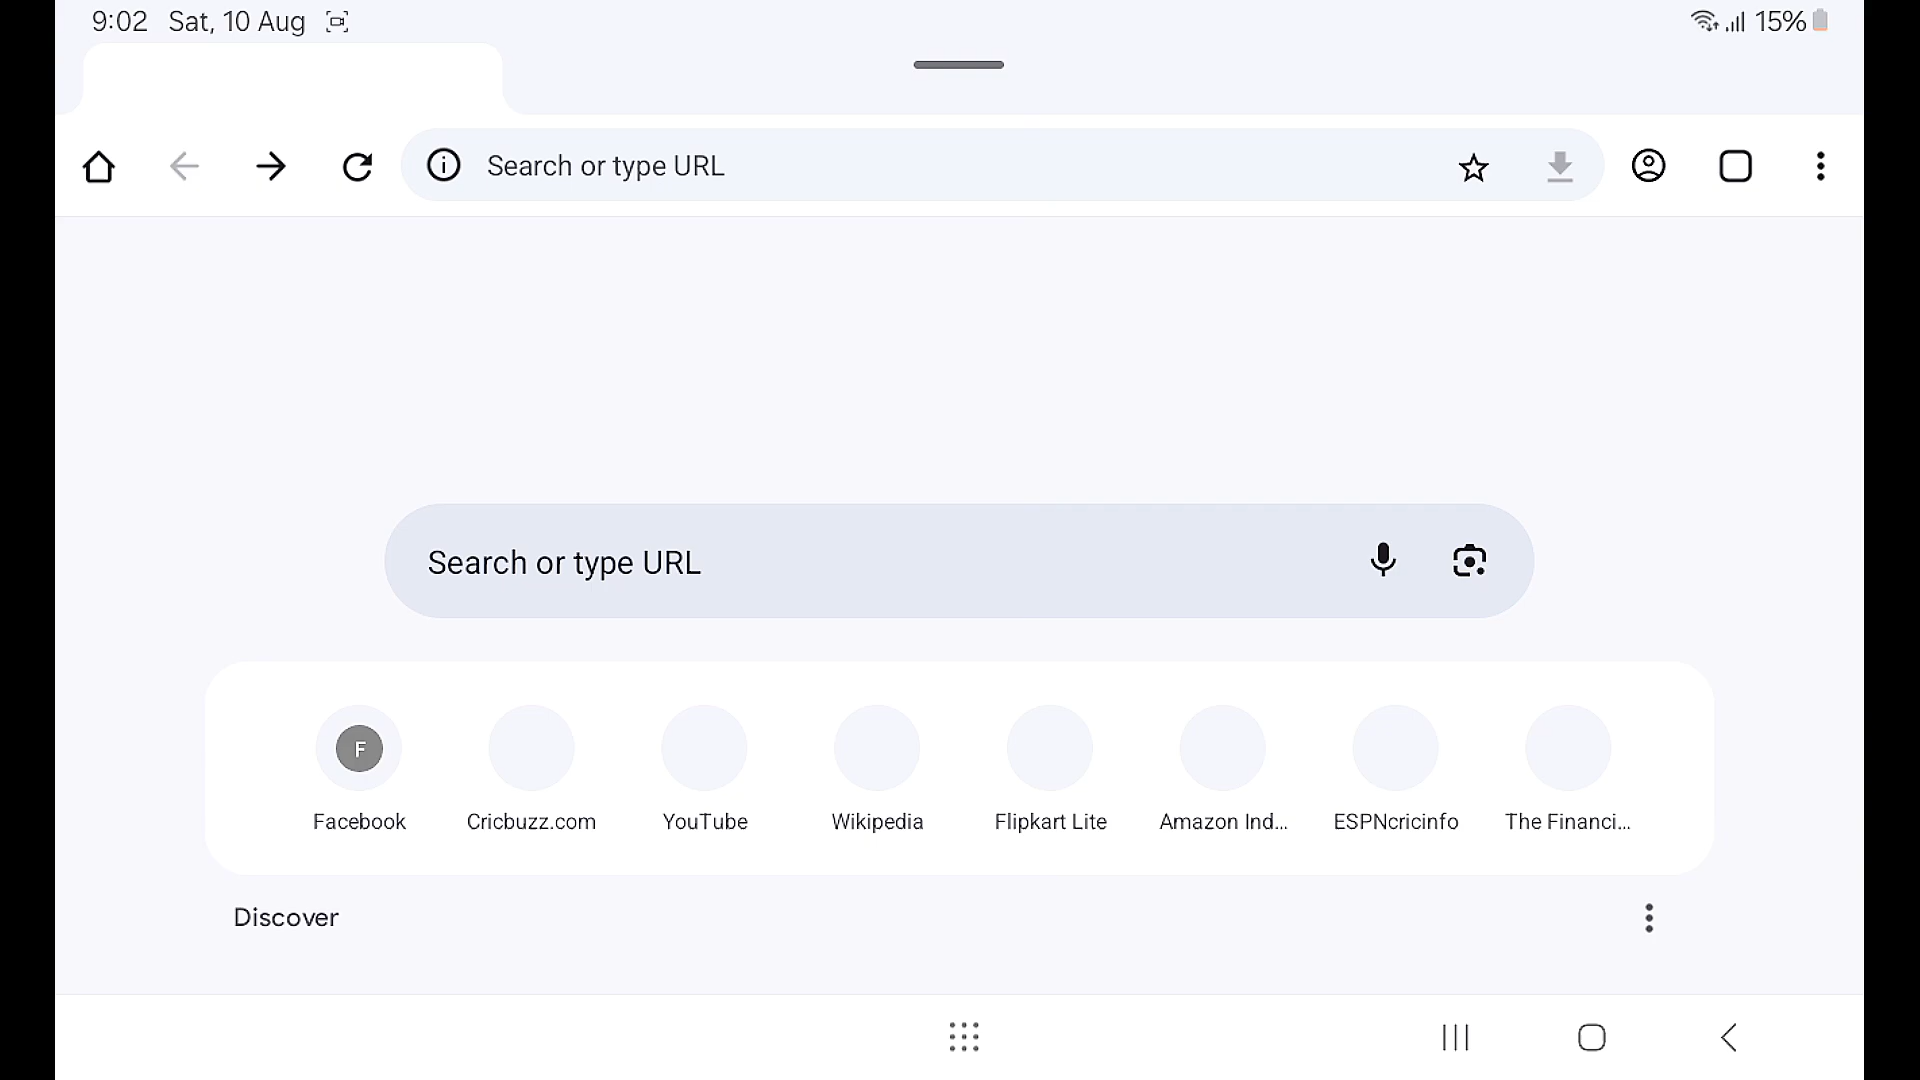 9:02 Sat, 10 Aug 15%
Search or type URL
Search or type URL
F
Facebook Cricbuzz.com YouTube Wikipedia Flipkart Lite Amazon Ind... ESPNcricinfo The Financi...
Discover